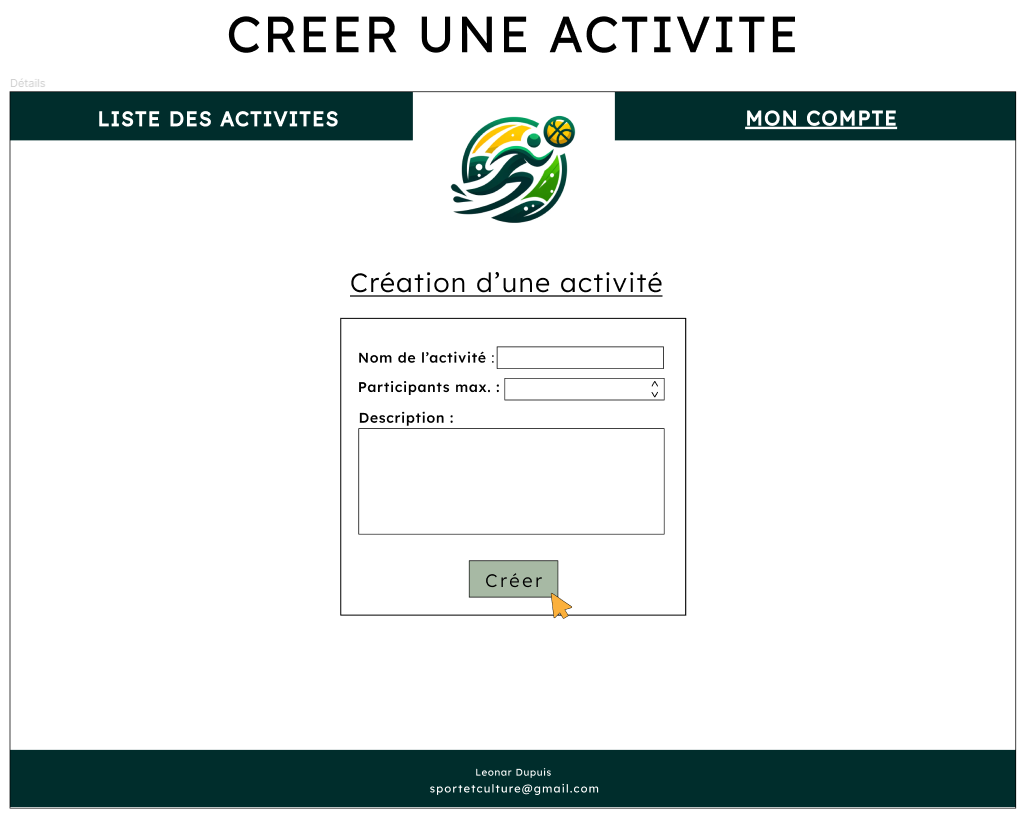 CREER UNE ACTIVITE
Détails
LISTE DES ACTIVITES
MON COMPTE
Création d’une activité
Nom de l’activité :
Participants max. :
Description :
Créer
Leonar Dupuis
sportetculture@gmail.com